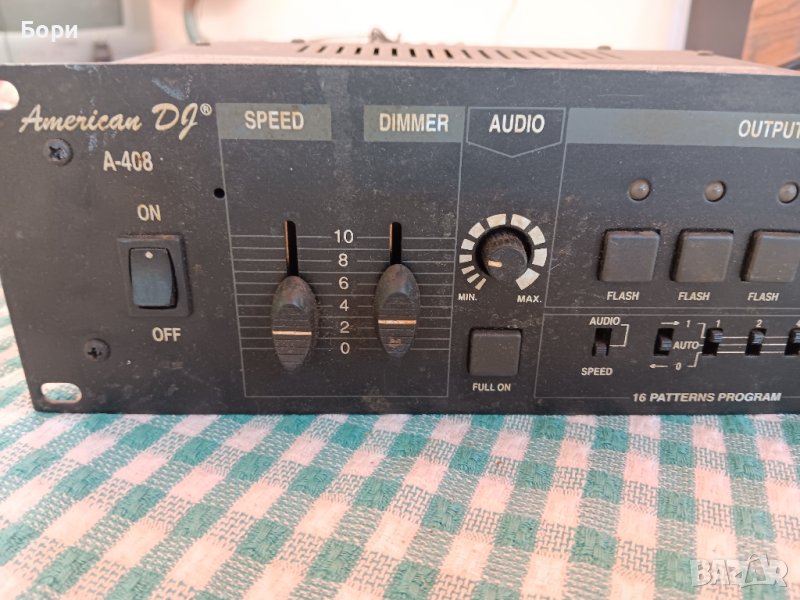 Бори
American DJ®
A-408
ON
OFF
SPEED
DIMMER
10
8
6
4
2
0
AUDIO
MIN.
MAX.
FULL ON
OUTPUT
FLASH
FLASH
FLASH
AUDIO
SPEED
1
AUTO
0
1
2
16 PATTERNS PROGRAM
BAZAR